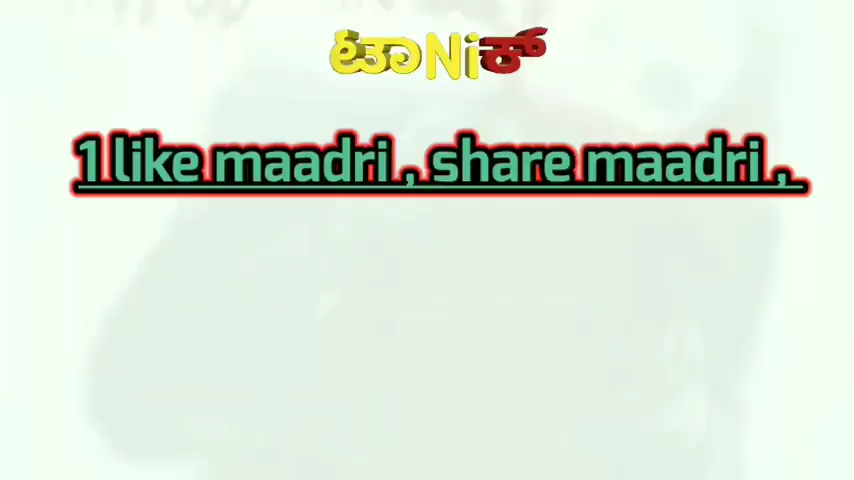 ಟಾNiಕ್
1 like maadri , share maadri ,